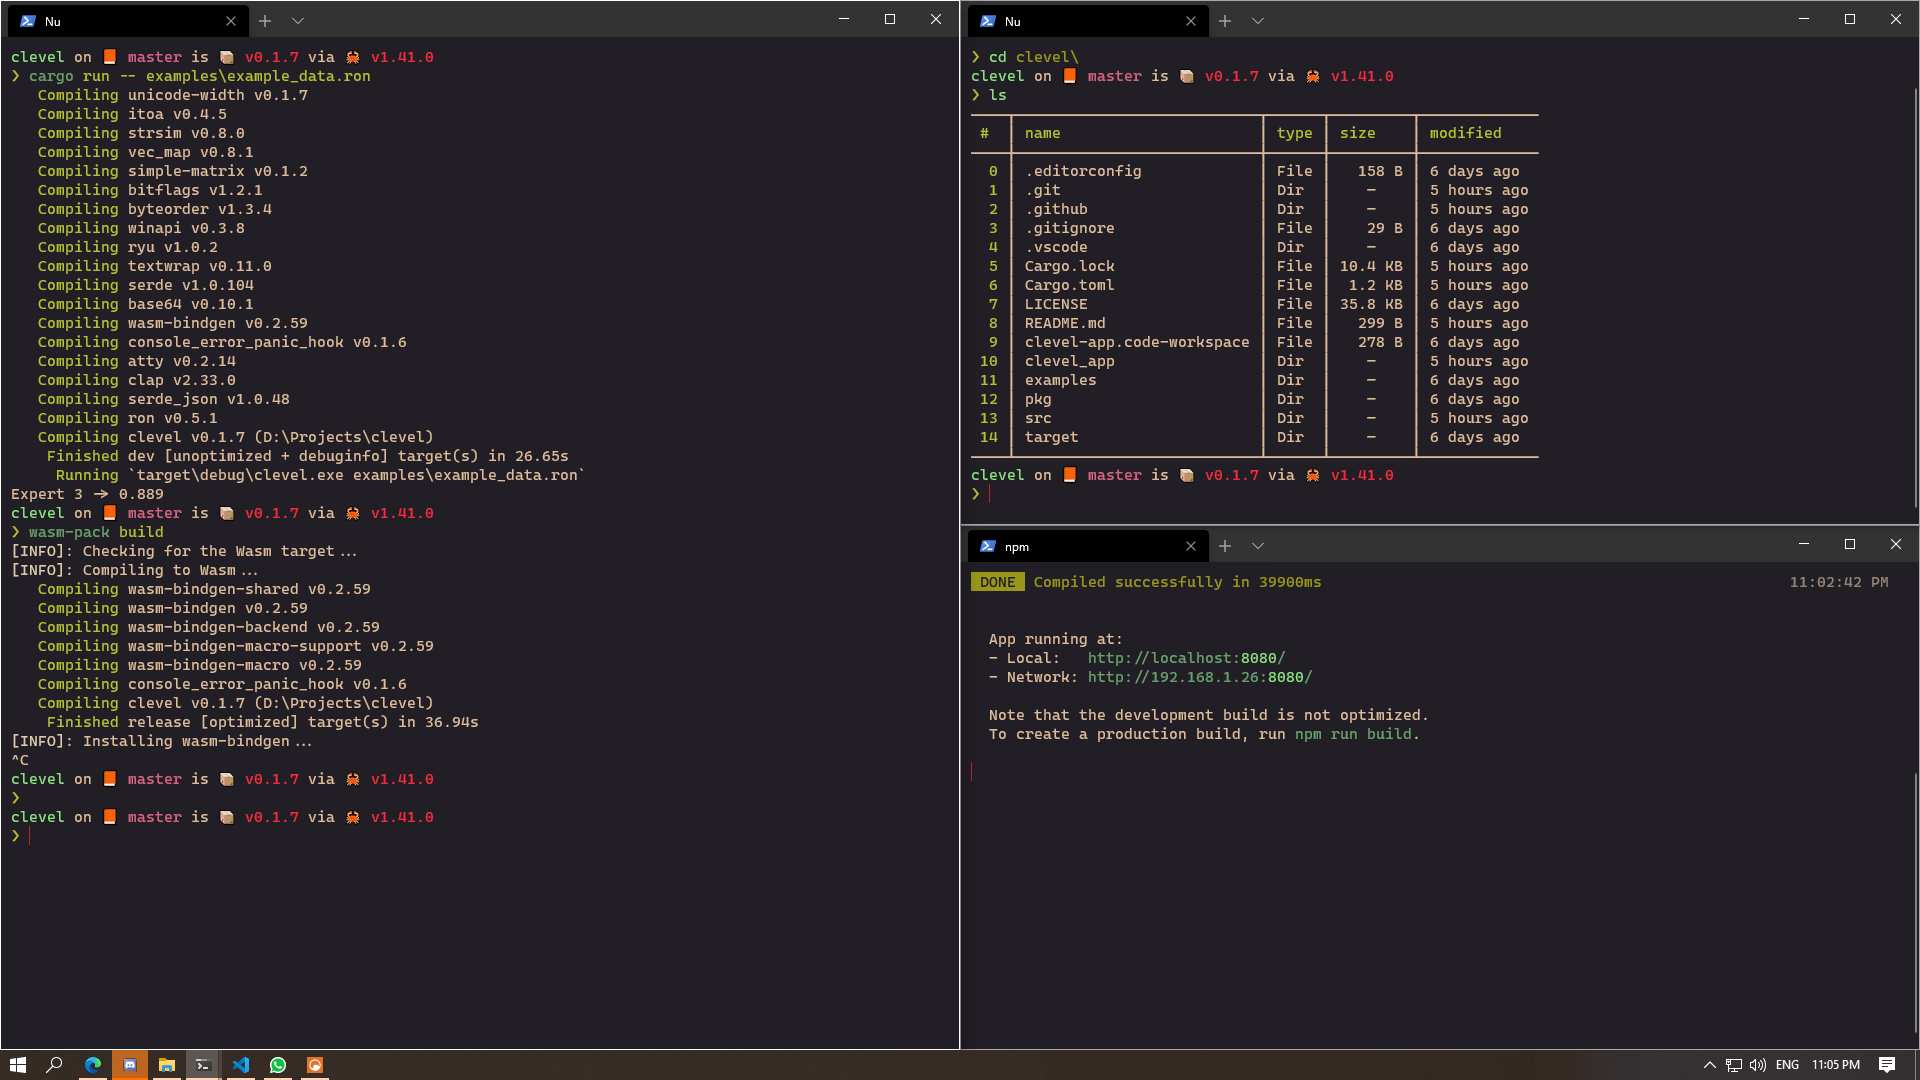 Nu
clevel on master is v0.1.7 via v1.41.0
❯ cargo run -- examples\example_data.ron
Compiling unicode-width v0.1.7
Compiling itoa v0.4.5
Compiling strsim v0.8.0
Compiling vec_map v0.8.1
Compiling simple-matrix v0.1.2
Compiling bitflags v1.2.1
Compiling byteorder v1.3.4
Compiling winapi v0.3.8
Compiling ryu v1.0.2
Compiling textwrap v0.11.0
Compiling serde v1.0.104
Compiling base64 v0.10.1
Compiling wasm-bindgen v0.2.59
Compiling console_error_panic_hook v0.1.6
Compiling atty v0.2.14
Compiling clap v2.33.0
Compiling serde_json v1.0.48
Compiling ron v0.5.1
Compiling clevel v0.1.7 (D:\Projects\clevel)
Finished dev [unoptimized + debuginfo] target(s) in 26.65s
Running `target\debug\clevel.exe examples\example_data.ron`
Expert 3 → 0.889
clevel on master is v0.1.7 via v1.41.0
❯ wasm-pack build
[INFO]: Checking for the Wasm target...
[INFO]: Compiling to Wasm...
Compiling wasm-bindgen-shared v0.2.59
Compiling wasm-bindgen v0.2.59
Compiling wasm-bindgen-backend v0.2.59
Compiling wasm-bindgen-macro-support v0.2.59
Compiling wasm-bindgen-macro v0.2.59
Compiling console_error_panic_hook v0.1.6
Compiling clevel v0.1.7 (D:\Projects\clevel)
Finished release [optimized] target(s) in 36.94s
[INFO]: Installing wasm-bindgen...
^C
clevel on master is v0.1.7 via v1.41.0
❯
clevel on master is v0.1.7 via v1.41.0
❯
Nu
❯ cd clevel\
clevel on master is v0.1.7 via v1.41.0
❯ ls
# name type size modified
0 .editorconfig File 158 B 6 days ago
1 .git Dir — 5 hours ago
2 .github Dir — 5 hours ago
3 .gitignore File 29 B 6 days ago
4 .vscode Dir — 6 days ago
5 Cargo.lock File 10.4 KB 5 hours ago
6 Cargo.toml File 1.2 KB 5 hours ago
7 LICENSE File 35.8 KB 6 days ago
8 README.md File 299 B 5 hours ago
9 clevel-app.code-workspace File 278 B 6 days ago
10 clevel_app Dir — 5 hours ago
11 examples Dir — 6 days ago
12 pkg Dir — 6 days ago
13 src Dir — 5 hours ago
14 target Dir — 6 days ago
clevel on master is v0.1.7 via v1.41.0
❯
npm
DONE Compiled successfully in 39900ms 11:02:42 PM
App running at:
- Local: http://localhost:8080/
- Network: http://192.168.1.26:8080/
Note that the development build is not optimized.
To create a production build, run npm run build.
ENG 11:05 PM